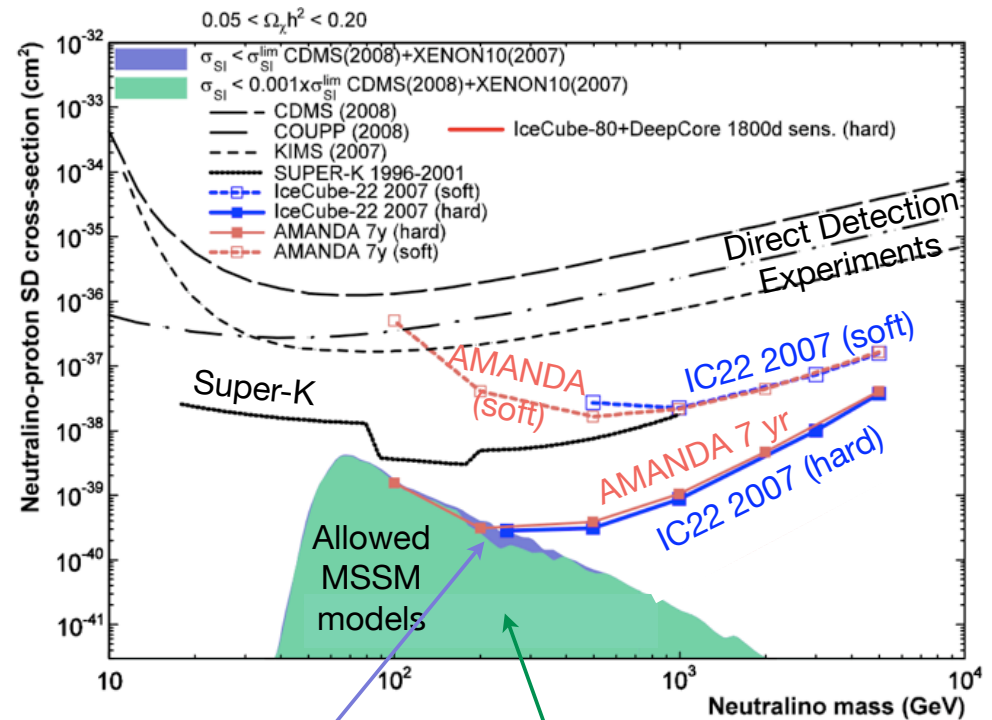 0.05 < Ωχh² < 0.20
σSI < σSI^lim CDMS(2008)+XENON10(2007)
σSI < 0.001xσSI^lim CDMS(2008)+XENON10(2007)
CDMS (2008)
COUPP (2008)
KIMS (2007)
SUPER-K 1996-2001
IceCube-22 2007 (soft)
IceCube-22 2007 (hard)
AMANDA 7y (hard)
AMANDA 7y (soft)
IceCube-80+DeepCore 1800d sens. (hard)
Neutralino-proton SD cross-section (cm²)
10⁻³²
10⁻³³
10⁻³⁴
10⁻³⁵
10⁻³⁶
10⁻³⁷
10⁻³⁸
10⁻³⁹
10⁻⁴⁰
10⁻⁴¹
Direct Detection
Experiments
AMANDA
(soft)
IC22 2007 (soft)
Super-K
AMANDA 7 yr
IC22 2007 (hard)
Allowed
MSSM
models
10
10²
10³
10⁴
Neutralino mass (GeV)